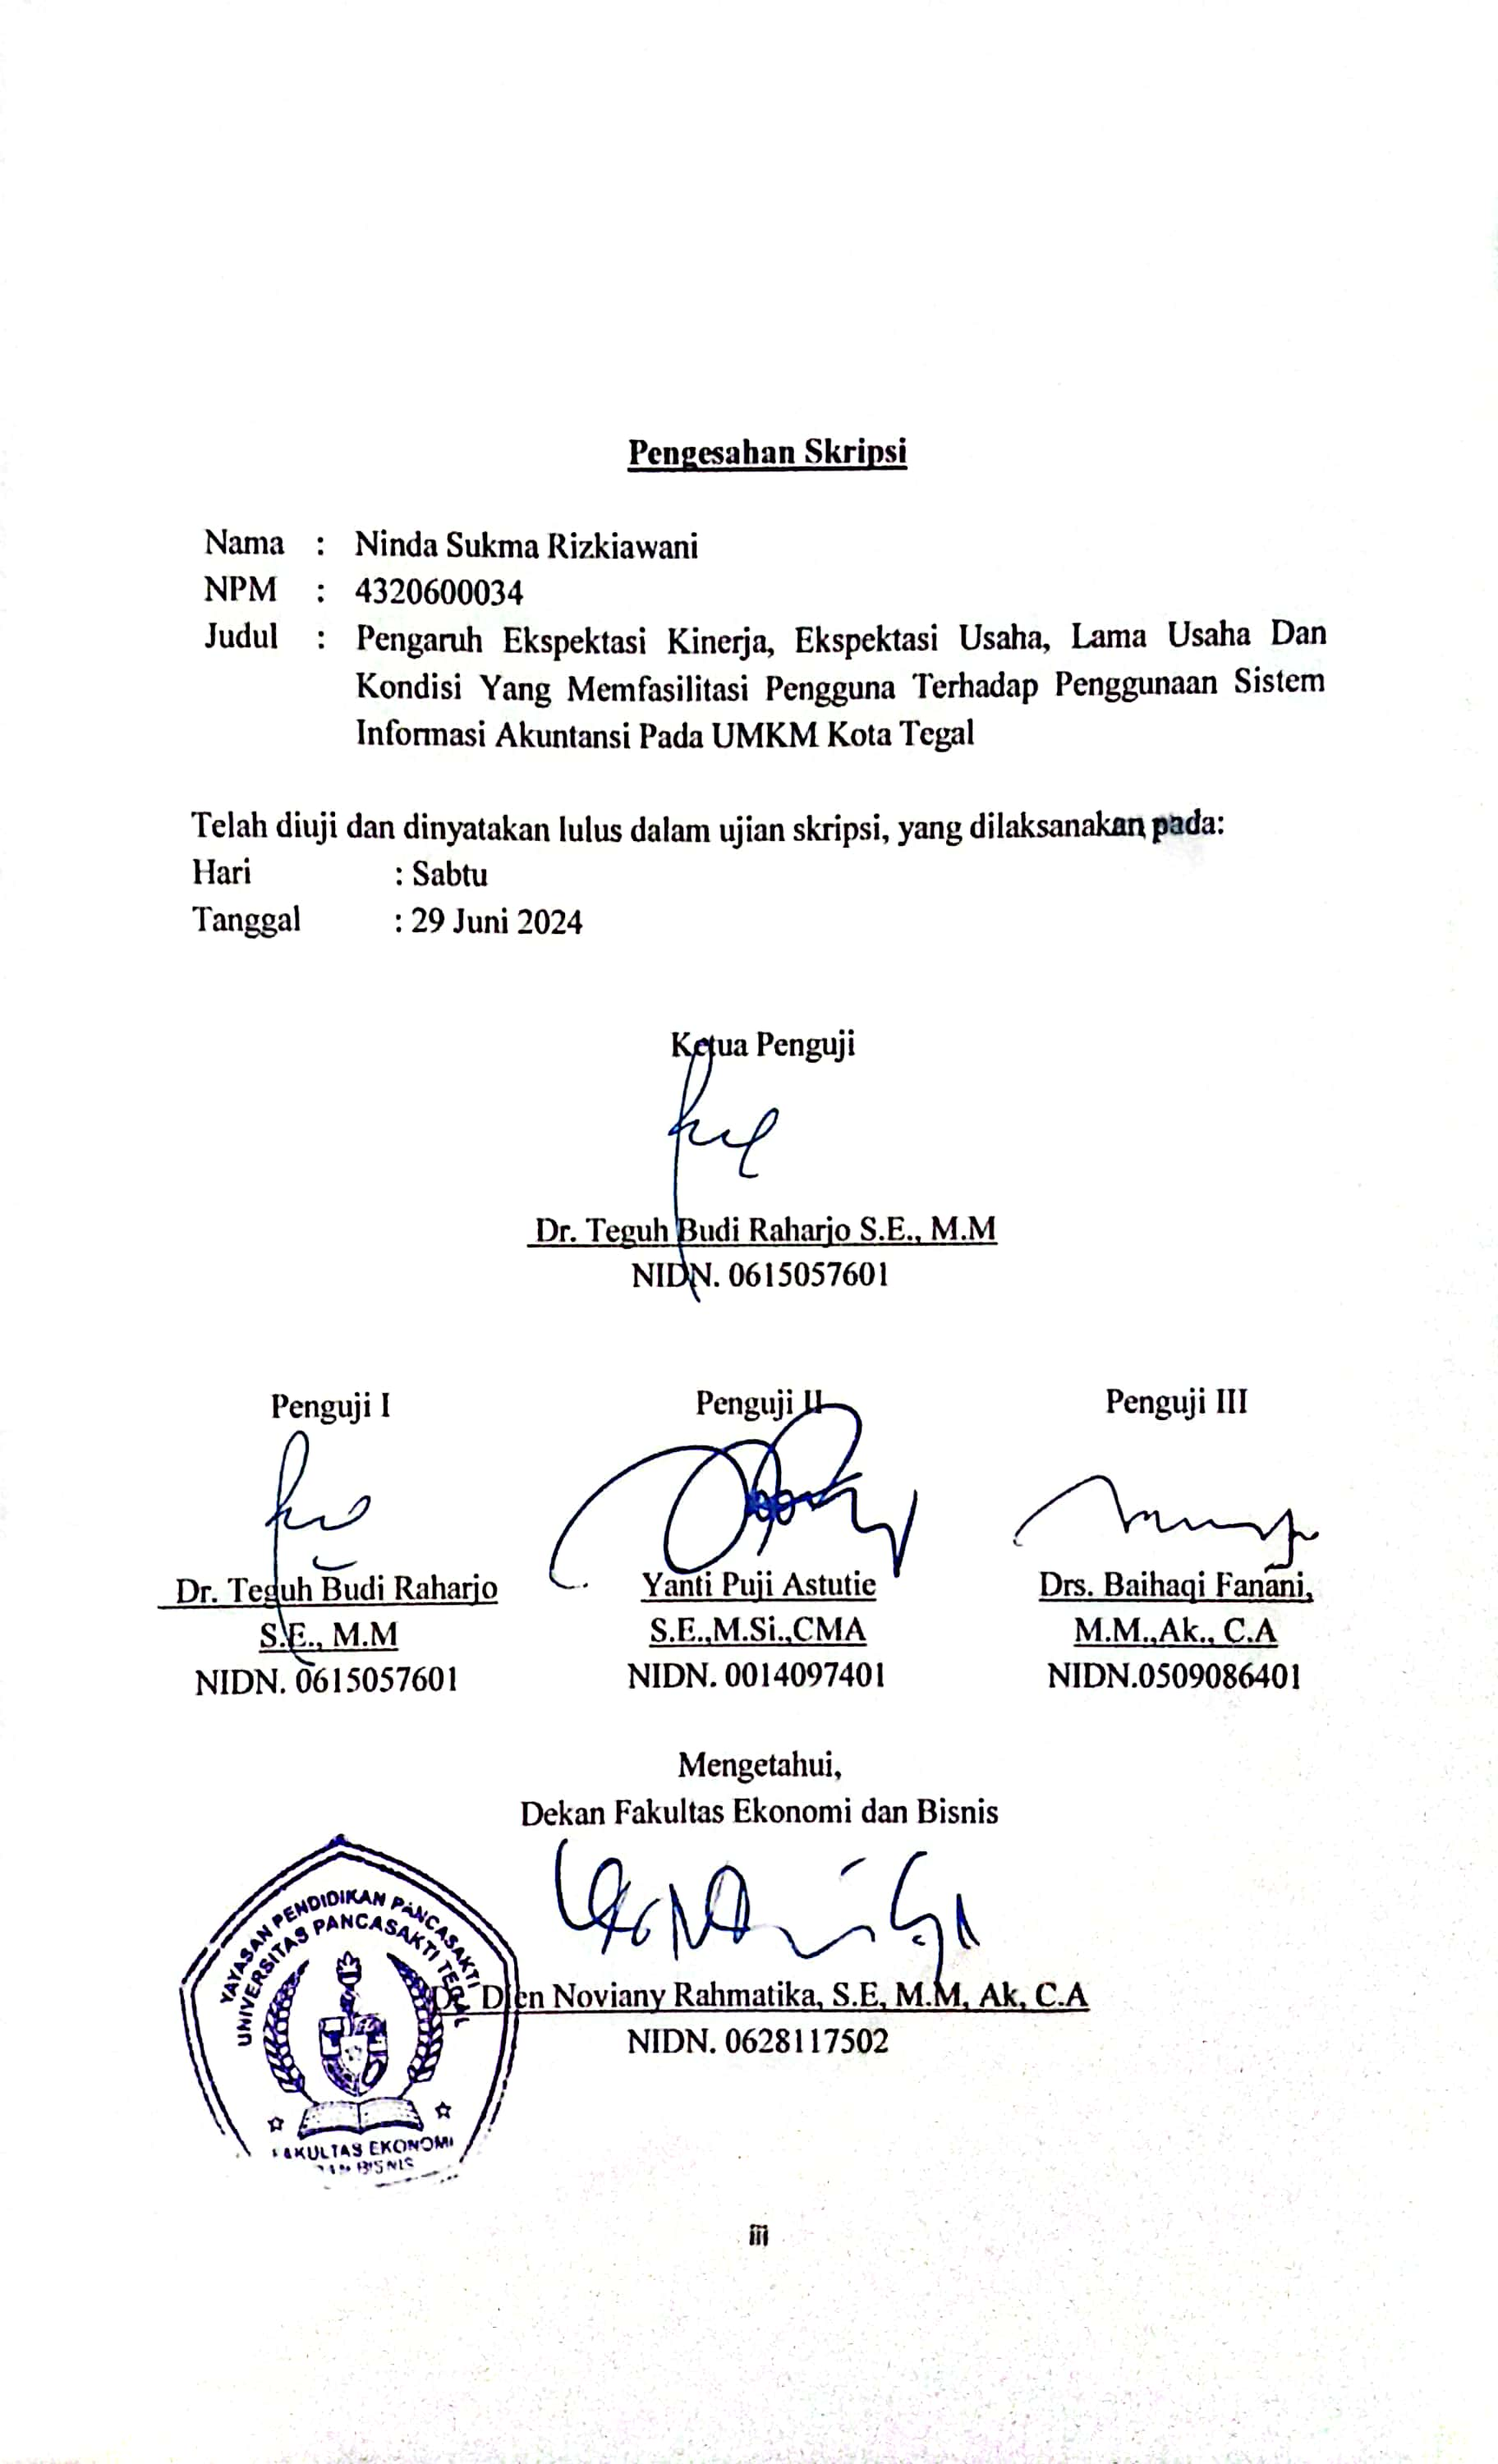 Pengesahan Skripsi
Nama : Ninda Sukma Rizkiawani
NPM : 4320600034
Judul : Pengaruh Ekspektasi Kinerja, Ekspektasi Usaha, Lama Usaha Dan
Kondisi Yang Memfasilitasi Pengguna Terhadap Penggunaan Sistem
Informasi Akuntansi Pada UMKM Kota Tegal
Telah diuji dan dinyatakan lulus dalam ujian skripsi, yang dilaksanakan pada:
Hari : Sabtu
Tanggal : 29 Juni 2024
Ketua Penguji
Dr. Teguh Budi Raharjo S.E., M.M
NIDN. 0615057601
Penguji I Penguji II Penguji III
Dr. Teguh Budi Raharjo Yanti Puji Astutie Drs. Baihaqi Fanani,
S.E., M.M S.E.,M.Si.,CMA M.M.,Ak., C.A
NIDN. 0615057601 NIDN. 0014097401 NIDN.0509086401
Mengetahui,
Dekan Fakultas Ekonomi dan Bisnis
Dien Noviany Rahmatika, S.E, M.M, Ak, C.A
NIDN. 0628117502
YAYASAN PENDIDIKAN PANCASAKTI
UNIVERSITAS PANCASAKTI TEGAL
FAKULTAS EKONOMI
DAN BISNIS
iii